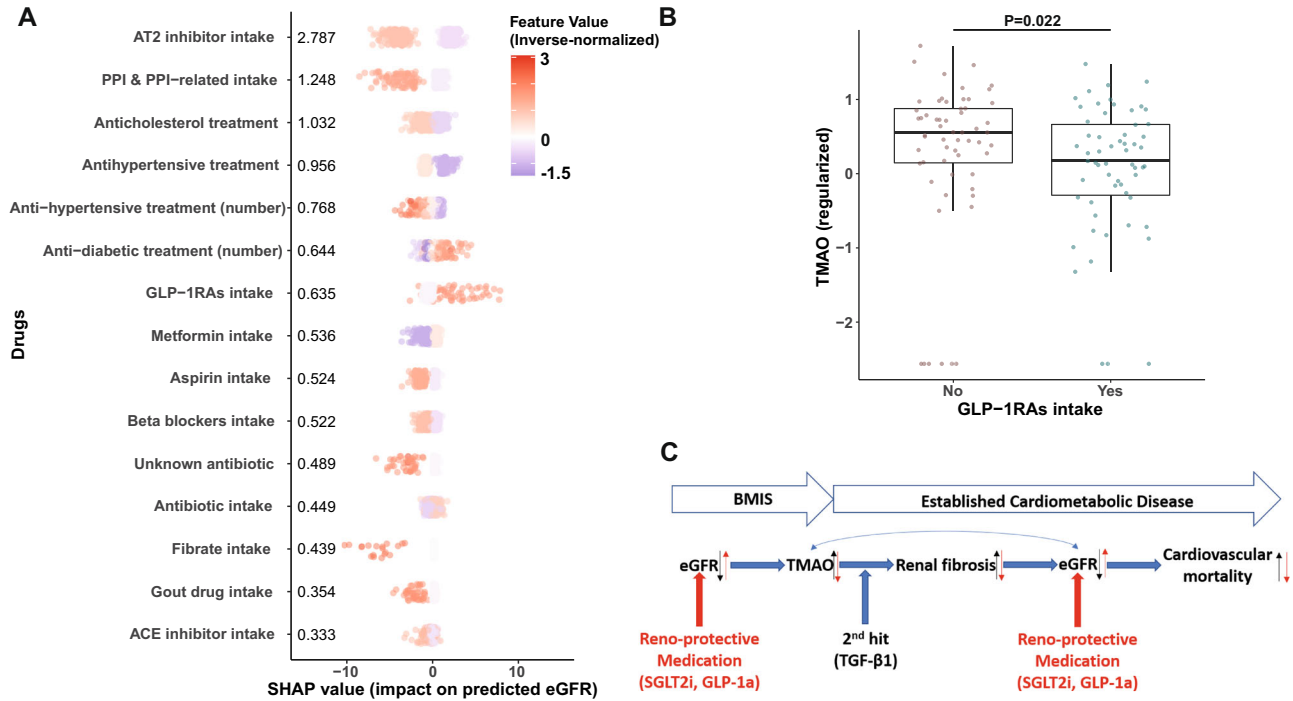 A
Feature Value
(Inverse-normalized)
3
0
-1.5
Drugs
AT2 inhibitor intake 2.787
PPI & PPI−related intake 1.248
Anticholesterol treatment 1.032
Antihypertensive treatment 0.956
Anti−hypertensive treatment (number) 0.768
Anti−diabetic treatment (number) 0.644
GLP−1RAs intake 0.635
Metformin intake 0.536
Aspirin intake 0.524
Beta blockers intake 0.522
Unknown antibiotic 0.489
Antibiotic intake 0.449
Fibrate intake 0.439
Gout drug intake 0.354
ACE inhibitor intake 0.333
−10 0 10
SHAP value (impact on predicted eGFR)
B
P=0.022
TMAO (regularized)
1
0
−1
−2
No Yes
GLP−1RAs intake
C
BMIS
Established Cardiometabolic Disease
eGFR TMAO Renal fibrosis eGFR Cardiovascular
mortality
Reno-protective
Medication
(SGLT2i, GLP-1a)
2nd hit
(TGF-β1)
Reno-protective
Medication
(SGLT2i, GLP-1a)